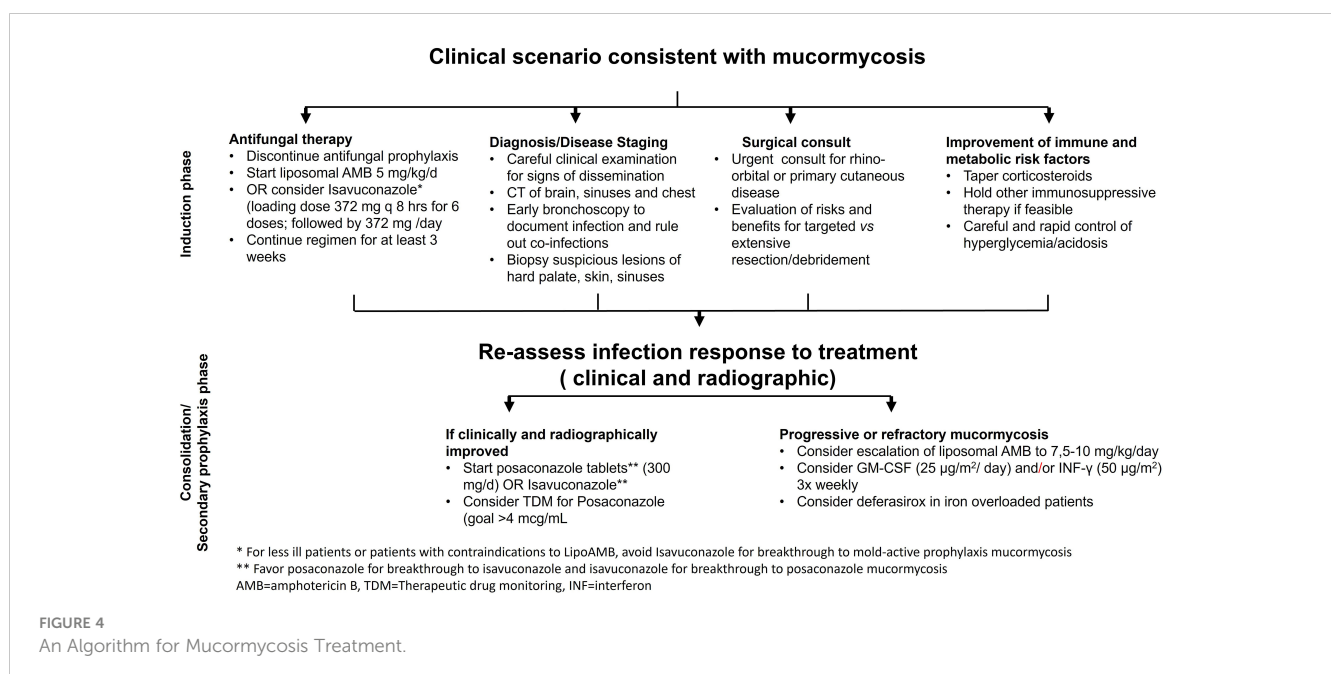 Clinical scenario consistent with mucormycosis
Induction phase
Antifungal therapy
• Discontinue antifungal prophylaxis
• Start liposomal AMB 5 mg/kg/d
• OR consider Isavuconazole*
(loading dose 372 mg q 8 hrs for 6
doses; followed by 372 mg /day
• Continue regimen for at least 3
weeks
Diagnosis/Disease Staging
• Careful clinical examination
for signs of dissemination
• CT of brain, sinuses and chest
• Early bronchoscopy to
document infection and rule
out co-infections
• Biopsy suspicious lesions of
hard palate, skin, sinuses
Surgical consult
• Urgent consult for rhino-
orbital or primary cutaneous
disease
• Evaluation of risks and
benefits for targeted vs
extensive
resection/debridement
Improvement of immune and
metabolic risk factors
• Taper corticosteroids
• Hold other immunosuppressive
therapy if feasible
• Careful and rapid control of
hyperglycemia/acidosis
Re-assess infection response to treatment
( clinical and radiographic)
Consolidation/
Secondary prophylaxis phase
If clinically and radiographically
improved
• Start posaconazole tablets** (300
mg/d) OR Isavuconazole**
• Consider TDM for Posaconazole
(goal >4 mcg/mL
Progressive or refractory mucormycosis
• Consider escalation of liposomal AMB to 7,5-10 mg/kg/day
• Consider GM-CSF (25 μg/m²/ day) and/or INF-γ (50 μg/m²)
3x weekly
• Consider deferasirox in iron overloaded patients
* For less ill patients or patients with contraindications to LipoAMB, avoid Isavuconazole for breakthrough to mold-active prophylaxis mucormycosis
** Favor posaconazole for breakthrough to isavuconazole and isavuconazole for breakthrough to posaconazole mucormycosis
AMB=amphotericin B, TDM=Therapeutic drug monitoring, INF=interferon
FIGURE 4
An Algorithm for Mucormycosis Treatment.